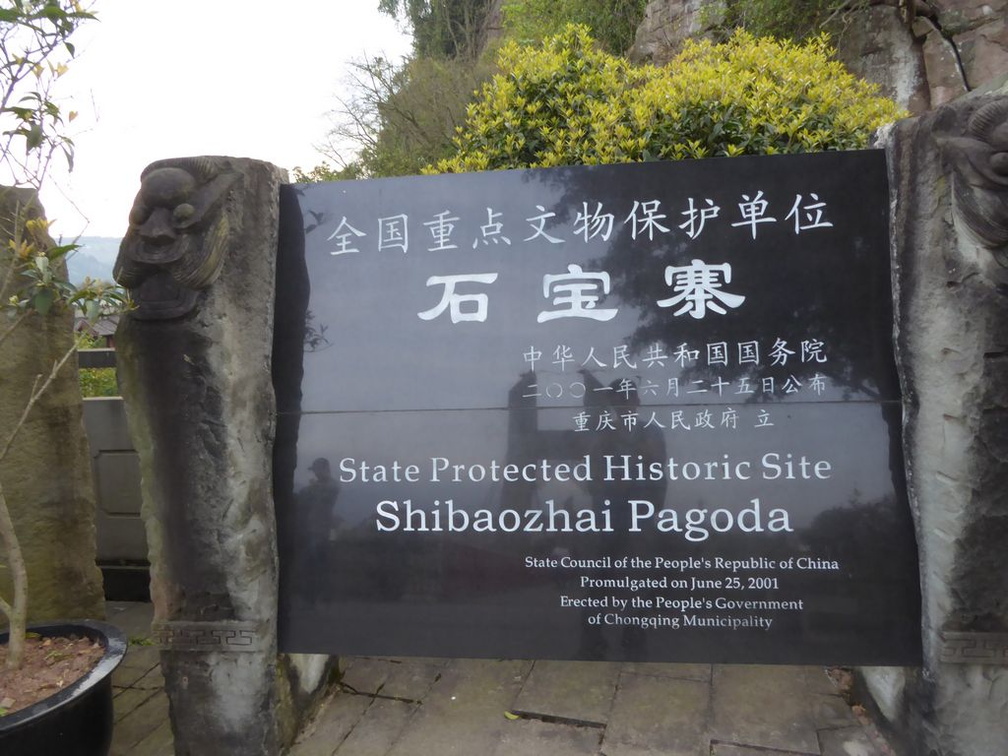 全国重点文物保护单位
石宝寨
中华人民共和国国务院
二〇〇一年六月二十五日公布
重庆市人民政府 立
State Protected Historic Site
Shibaozhai Pagoda
State Council of the People's Republic of China
Promulgated on June 25, 2001
Erected by the People's Government
of Chongqing Municipality